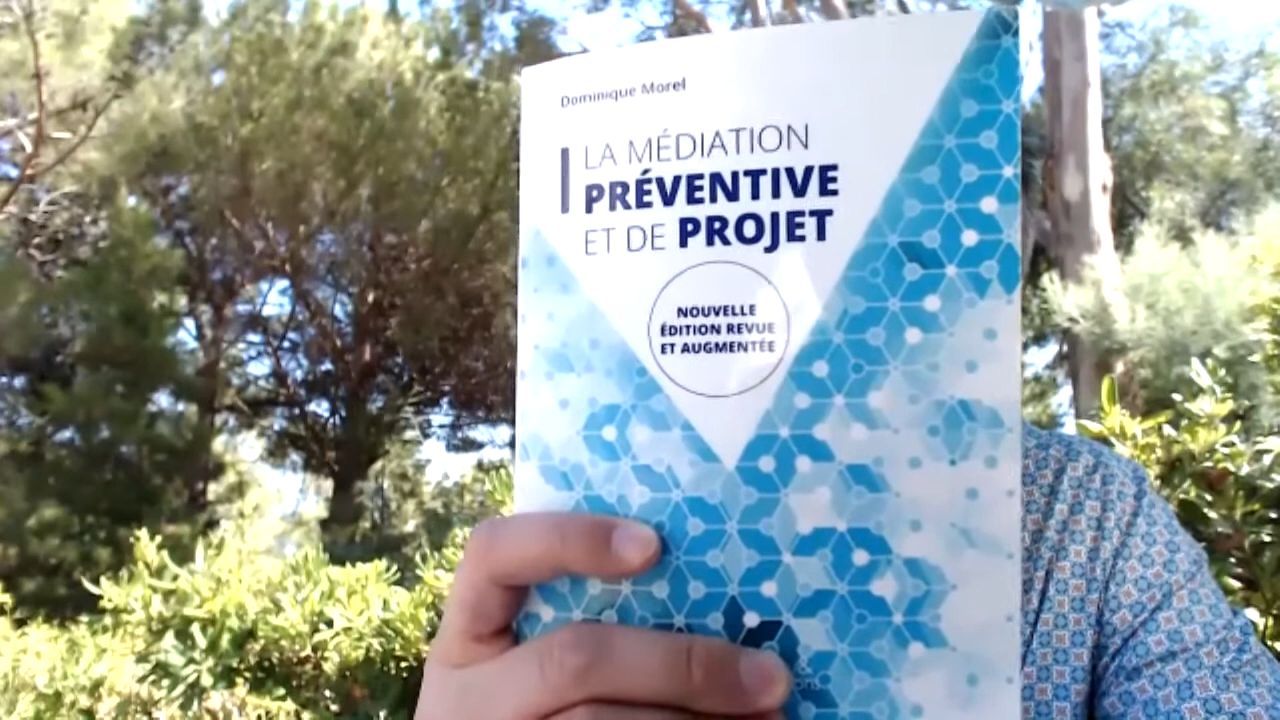 Dominique Morel
LA MÉDIATION
PRÉVENTIVE
ET DE PROJET
NOUVELLE
ÉDITION REVUE
ET AUGMENTÉE